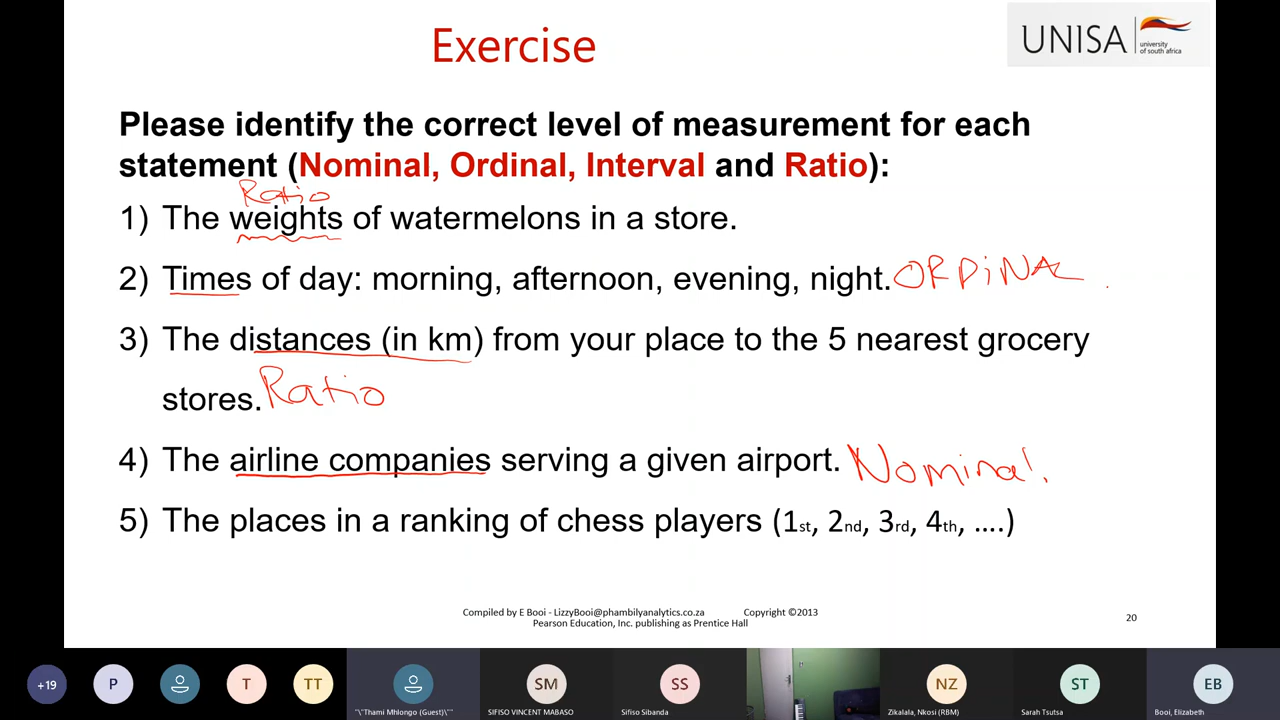 Exercise
UNISA
university
of south africa
Please identify the correct level of measurement for each
statement (Nominal, Ordinal, Interval and Ratio):
Ratio
1) The weights of watermelons in a store.
2) Times of day: morning, afternoon, evening, night. ORDINAL
3) The distances (in km) from your place to the 5 nearest grocery
stores. Ratio
4) The airline companies serving a given airport. Nominal.
5) The places in a ranking of chess players (1st, 2nd, 3rd, 4th, ....)
Compiled by E Booi - LizzyBooi@phambilyanalytics.co.za Copyright ©2013
Pearson Education, Inc. publishing as Prentice Hall
20
+19 P T TT SM SS NZ ST EB
"\"Thami Mhlongo (Guest)\"" SIFISO VINCENT MABASO Sifiso Sibanda Zikalala, Nkosi (RBM) Sarah Tsutsa Booi, Elizabeth